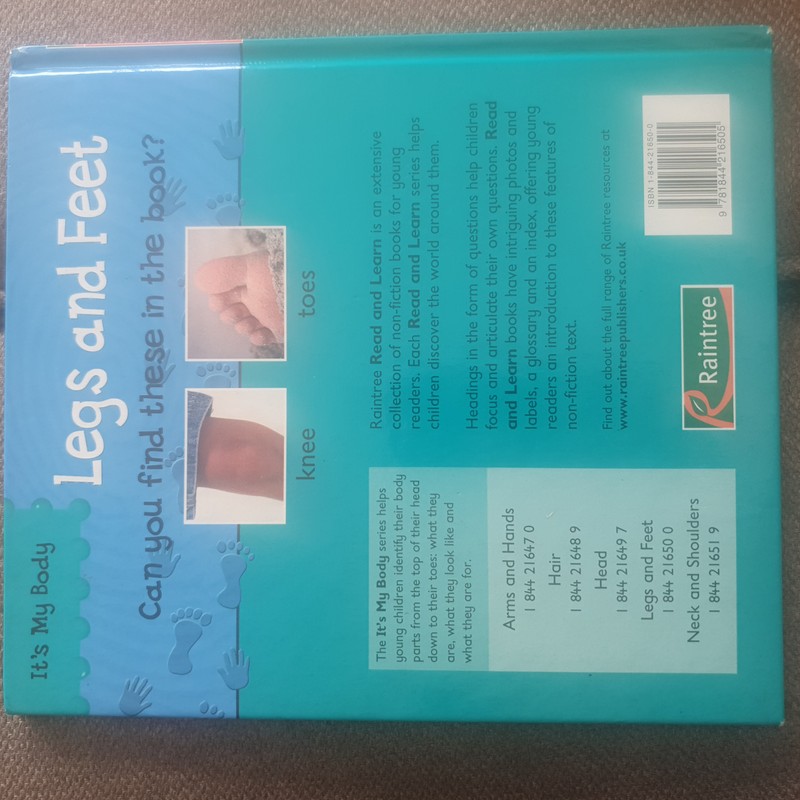 It's My Body
Legs and Feet
Can you find these in the book?
knee
toes
The It's My Body series helps
young children identify their body
parts from the top of their head
down to their toes: what they
are, what they look like and
what they are for.
Arms and Hands
1 844 21647 0
Hair
1 844 21648 9
Head
1 844 21649 7
Legs and Feet
1 844 21650 0
Neck and Shoulders
1 844 21651 9
Raintree Read and Learn is an extensive
collection of non-fiction books for young
readers. Each Read and Learn series helps
children discover the world around them.
Headings in the form of questions help children
focus and articulate their own questions. Read
and Learn books have intriguing photos and
labels, a glossary and an index, offering young
readers an introduction to these features of
non-fiction text.
Find out about the full range of Raintree resources at
www.raintreepublishers.co.uk
Raintree
ISBN 1-844-21650-0
9 781844 216505